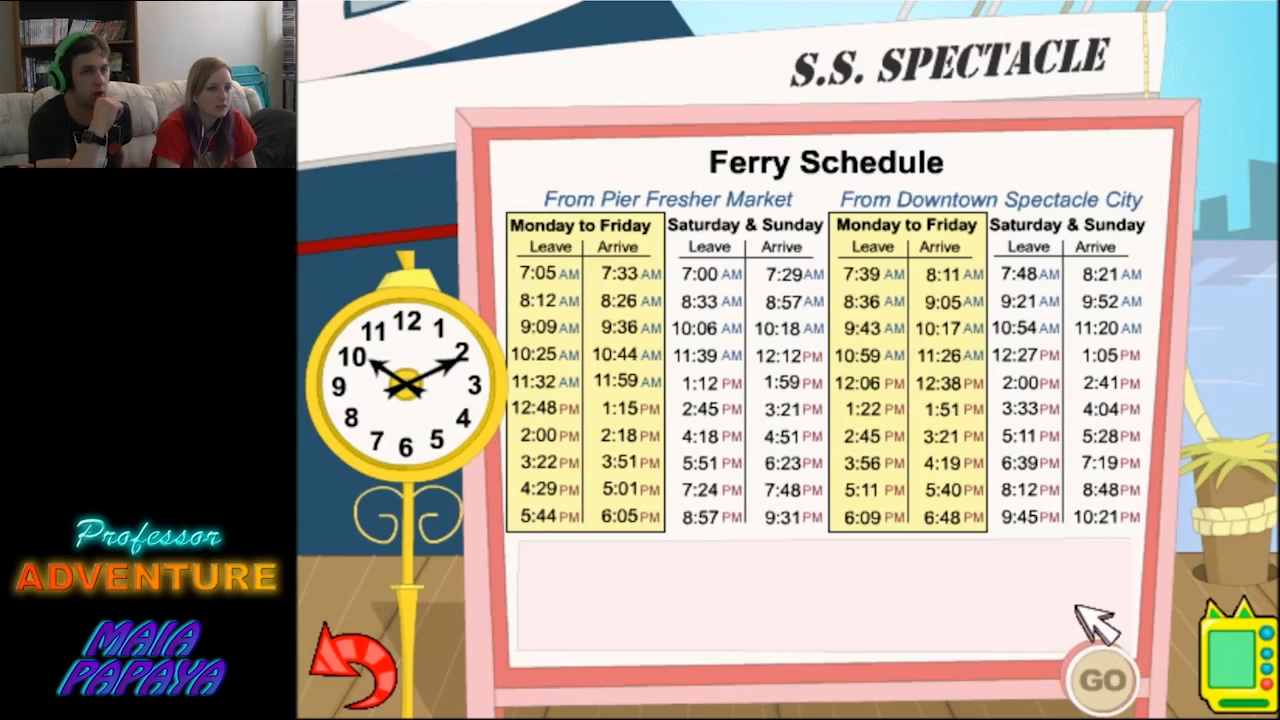 S.S. SPECTACLE
Ferry Schedule
From Pier Fresher Market From Downtown Spectacle City
Monday to Friday Saturday & Sunday Monday to Friday Saturday & Sunday
Leave Arrive Leave Arrive Leave Arrive Leave Arrive
7:05 AM 7:33 AM 7:00 AM 7:29 AM 7:39 AM 8:11 AM 7:48 AM 8:21 AM
8:12 AM 8:26 AM 8:33 AM 8:57 AM 8:36 AM 9:05 AM 9:21 AM 9:52 AM
9:09 AM 9:36 AM 10:06 AM 10:18 AM 9:43 AM 10:17 AM 10:54 AM 11:20 AM
10:25 AM 10:44 AM 11:39 AM 12:12 PM 10:59 AM 11:26 AM 12:27 PM 1:05 PM
11:32 AM 11:59 AM 1:12 PM 1:59 PM 12:06 PM 12:38 PM 2:00 PM 2:41 PM
12:48 PM 1:15 PM 2:45 PM 3:21 PM 1:22 PM 1:51 PM 3:33 PM 4:04 PM
2:00 PM 2:18 PM 4:18 PM 4:51 PM 2:45 PM 3:21 PM 5:11 PM 5:28 PM
3:22 PM 3:51 PM 5:51 PM 6:23 PM 3:56 PM 4:19 PM 6:39 PM 7:19 PM
4:29 PM 5:01 PM 7:24 PM 7:48 PM 5:11 PM 5:40 PM 8:12 PM 8:48 PM
5:44 PM 6:05 PM 8:57 PM 9:31 PM 6:09 PM 6:48 PM 9:45 PM 10:21 PM
12
11 1
10 2
9 3
8 4
7 5
6
GO
Professor
ADVENTURE
MAIA
PAPAYA